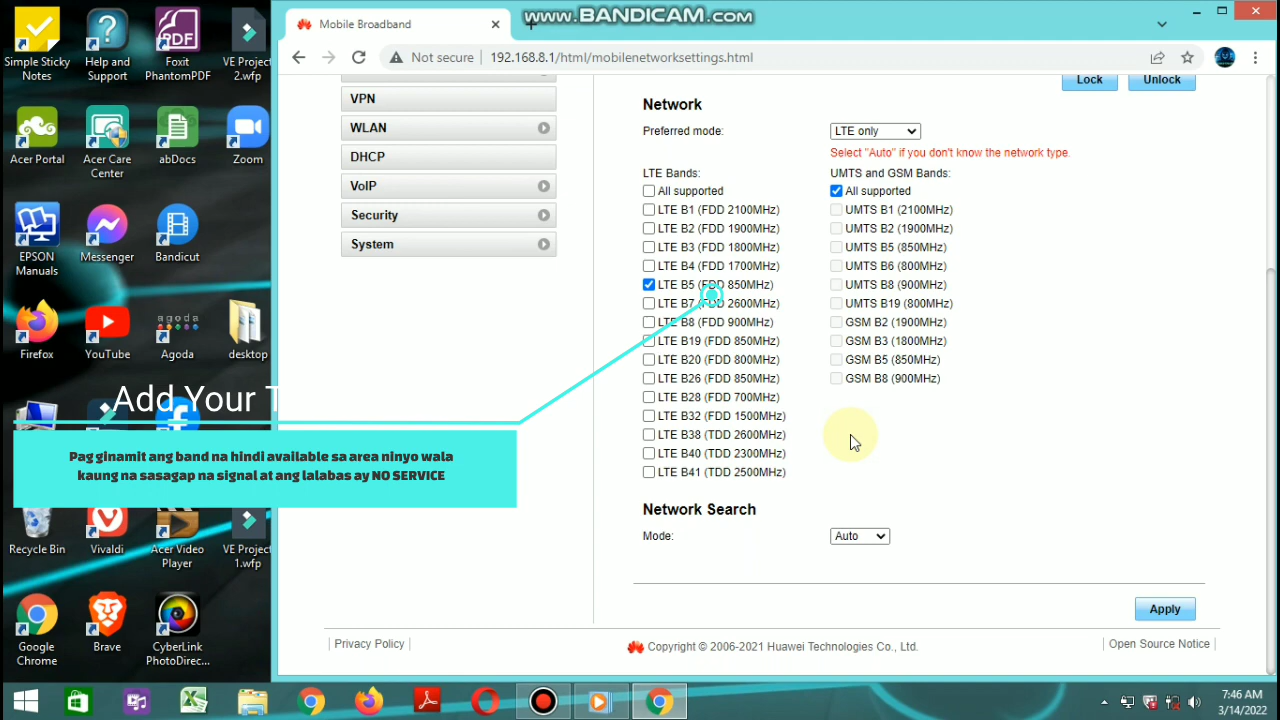 www.BANDICAM.com
Mobile Broadband
Not secure
192.168.8.1/html/mobilenetworksettings.html
Simple Sticky
Notes
Help and
Support
Foxit
PhantomPDF
VE Project
2.wfp
Acer Portal
Acer Care
Center
abDocs
Zoom
EPSON
Manuals
Messenger
Bandicut
Firefox
YouTube
agoda
Agoda
desktop
Recycle Bin
Vivaldi
Acer Video
Player
VE Project
1.wfp
Google
Chrome
Brave
CyberLink
PhotoDirec...
PDF
VPN
WLAN
DHCP
VoIP
Security
System
Lock
Unlock
Network
Preferred mode:
LTE only
Select "Auto" if you don't know the network type.
LTE Bands:
All supported
LTE B1 (FDD 2100MHz)
LTE B2 (FDD 1900MHz)
LTE B3 (FDD 1800MHz)
LTE B4 (FDD 1700MHz)
LTE B5 (FDD 850MHz)
LTE B7 (FDD 2600MHz)
LTE B8 (FDD 900MHz)
LTE B19 (FDD 850MHz)
LTE B20 (FDD 800MHz)
LTE B26 (FDD 850MHz)
LTE B28 (FDD 700MHz)
LTE B32 (FDD 1500MHz)
LTE B38 (TDD 2600MHz)
LTE B40 (TDD 2300MHz)
LTE B41 (TDD 2500MHz)
UMTS and GSM Bands:
All supported
UMTS B1 (2100MHz)
UMTS B2 (1900MHz)
UMTS B5 (850MHz)
UMTS B6 (800MHz)
UMTS B8 (900MHz)
UMTS B19 (800MHz)
GSM B2 (1900MHz)
GSM B3 (1800MHz)
GSM B5 (850MHz)
GSM B8 (900MHz)
Add Your T
Pag ginamit ang band na hindi available sa area ninyo wala
kaung na sasagap na signal at ang lalabas ay NO SERVICE
Network Search
Mode:
Auto
Apply
Privacy Policy
Copyright © 2006-2021 Huawei Technologies Co., Ltd.
Open Source Notice
7:46 AM
3/14/2022